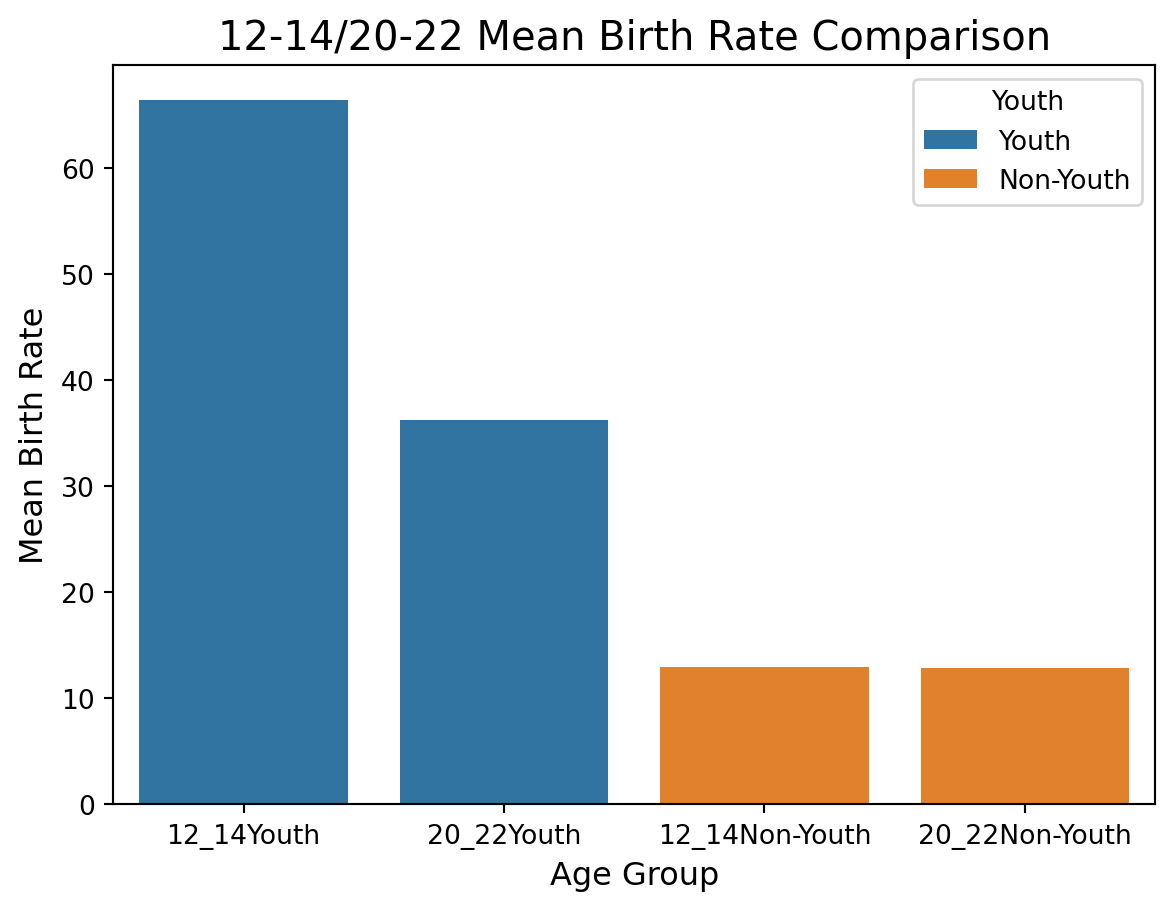 12-14/20-22 Mean Birth Rate Comparison
Youth
Youth
Non-Youth
Mean Birth Rate
60
50
40
30
20
10
0
12_14Youth
20_22Youth
12_14Non-Youth
20_22Non-Youth
Age Group